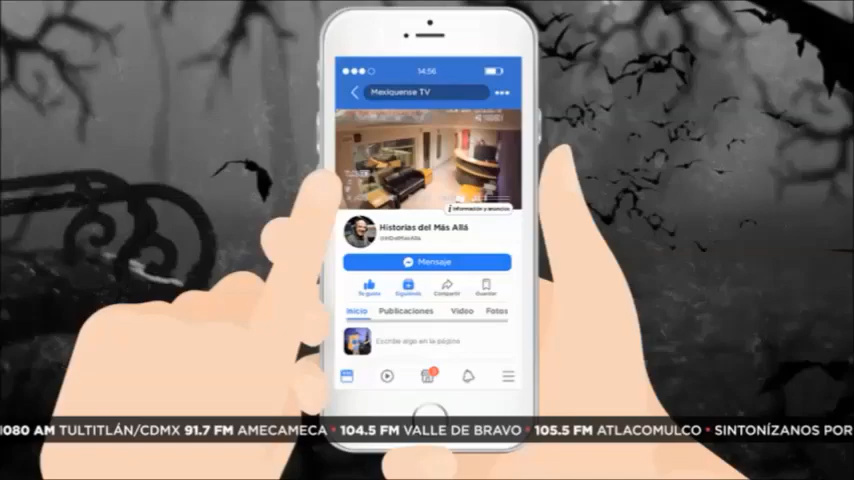 14:56
Mexiquense TV
Información y anuncios
Historias del Más Allá
Mensaje
Te gusta Siguiendo Compartir Guardar
Inicio Publicaciones Video Fotos
Escribe algo en la página
1080 AM TULTITLÁN/CDMX 91.7 FM AMECAMECA • 104.5 FM VALLE DE BRAVO • 105.5 FM ATLACOMULCO • SINTONÍZANOS POR